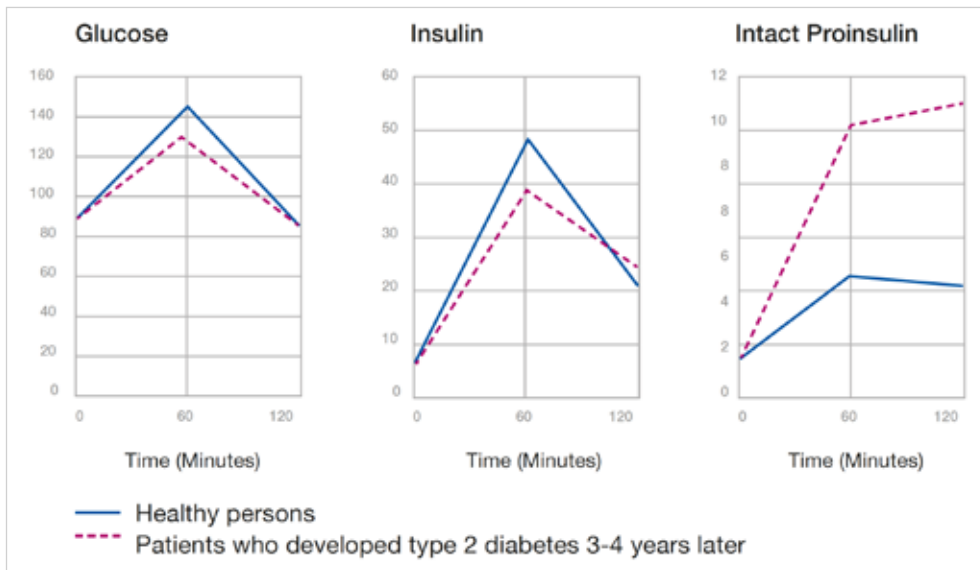 Glucose
160
140
120
100
80
60
40
20
0
0 60 120
Time (Minutes)
Insulin
60
50
40
30
20
10
0
0 60 120
Time (Minutes)
Intact Proinsulin
12
10
8
8
6
4
2
0
0 60 120
Time (Minutes)
Healthy persons
Patients who developed type 2 diabetes 3-4 years later